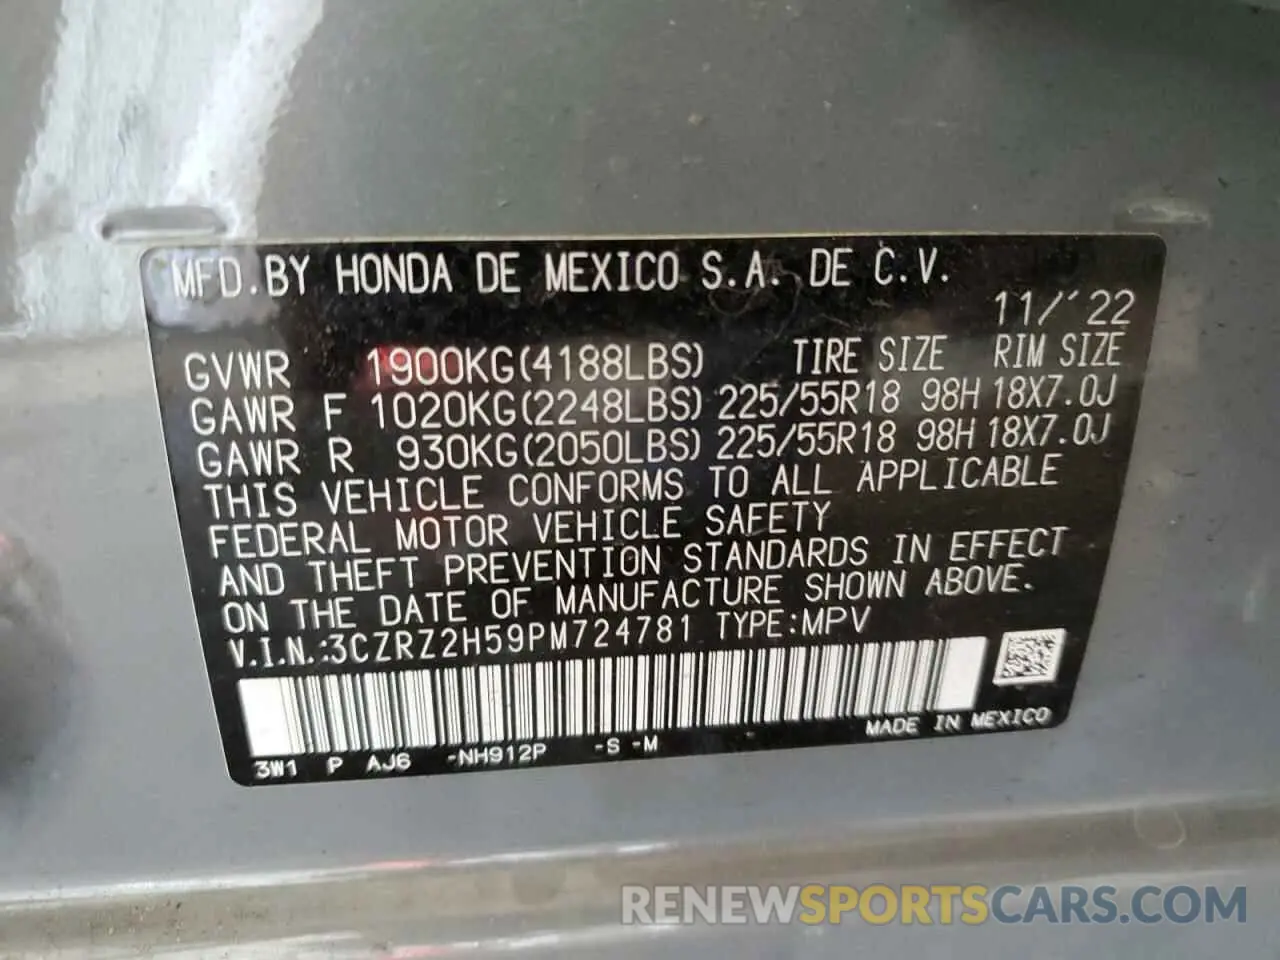 MFD.BY HONDA DE MEXICO S.A. DE C.V.
11/'22
GVWR 1900KG(4188LBS) TIRE SIZE RIM SIZE
GAWR F 1020KG(2248LBS) 225/55R18 98H 18X7.0J
GAWR R 930KG(2050LBS) 225/55R18 98H 18X7.0J
THIS VEHICLE CONFORMS TO ALL APPLICABLE
FEDERAL MOTOR VEHICLE SAFETY
AND THEFT PREVENTION STANDARDS IN EFFECT
ON THE DATE OF MANUFACTURE SHOWN ABOVE.
V.I.N.:3CZRZ2H59PM724781 TYPE:MPV
MADE IN MEXICO
3W1 P AJ6 -NH912P -S -M
RENEWSPORTSCARS.COM